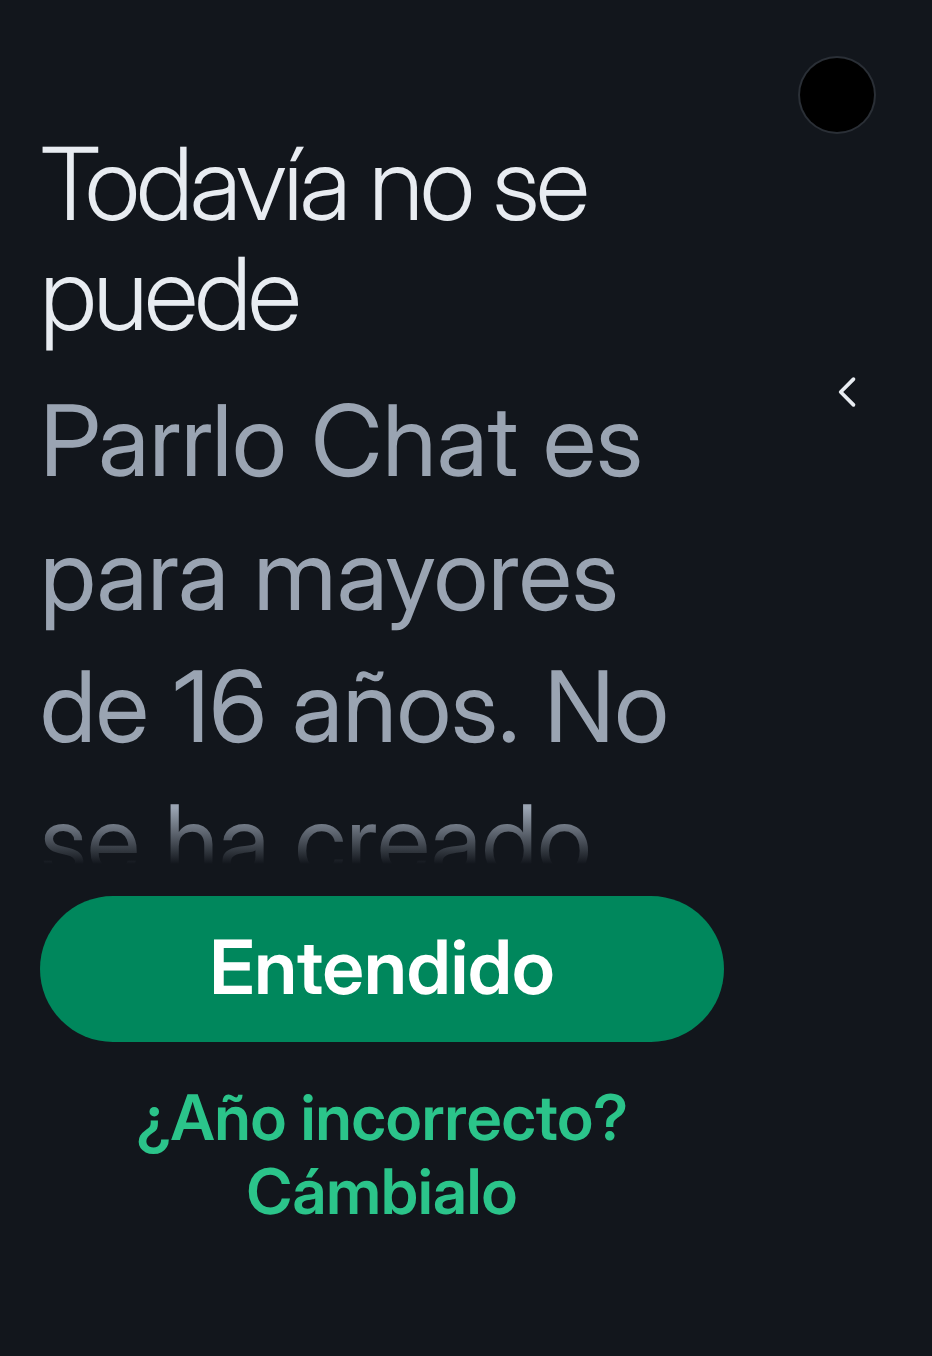 Todavía no se
puede
Parrlo Chat es
para mayores
de 16 años. No
se ha creado
Entendido
¿Año incorrecto?
Cámbialo